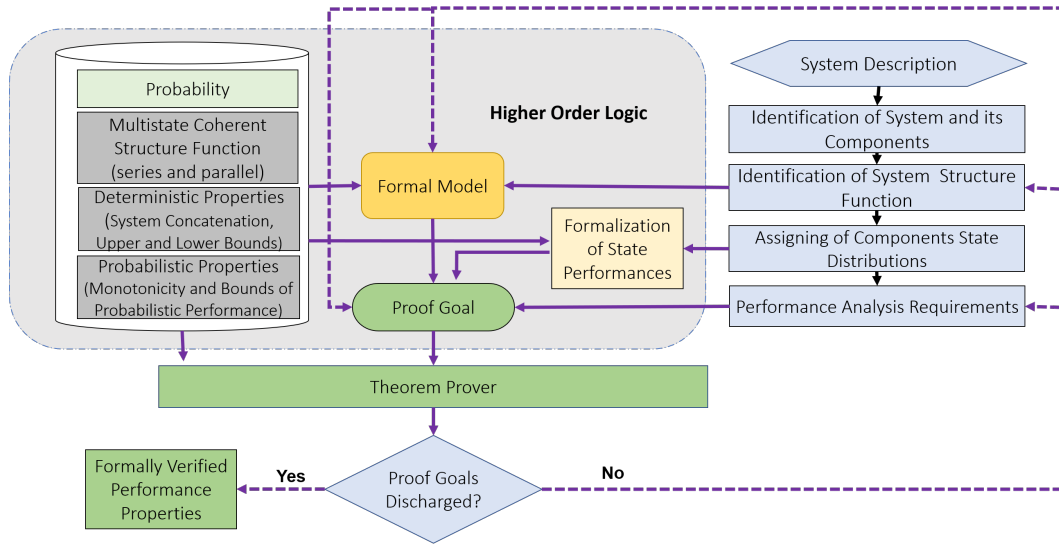 Probability
Multistate Coherent
Structure Function
(series and parallel)
Deterministic Properties
(System Concatenation,
Upper and Lower Bounds)
Probabilistic Properties
(Monotonicity and Bounds of
Probabilistic Performance)
Higher Order Logic
Formal Model
Formalization
of State
Performances
Proof Goal
System Description
Identification of System and its
Components
Identification of System Structure
Function
Assigning of Components State
Distributions
Performance Analysis Requirements
Theorem Prover
Proof Goals
Discharged?
Yes
No
Formally Verified
Performance
Properties